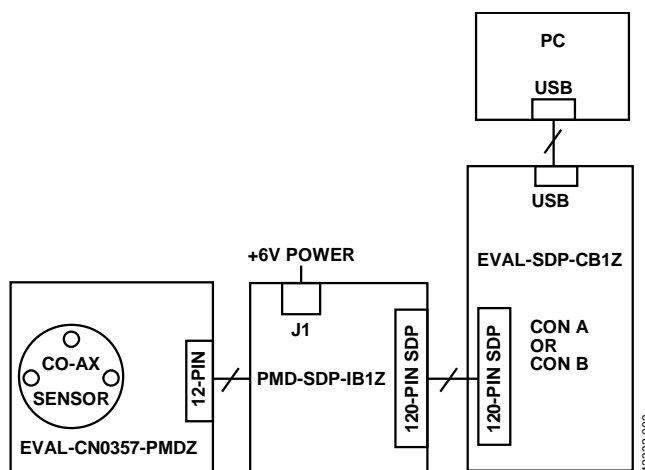 PC
USB
USB
EVAL-SDP-CB1Z
+6V POWER
J1
120-PIN SDP
120-PIN SDP
CON A
OR
CON B
12-PIN
PMD-SDP-IB1Z
CO-AX
SENSOR
EVAL-CN0357-PMDZ